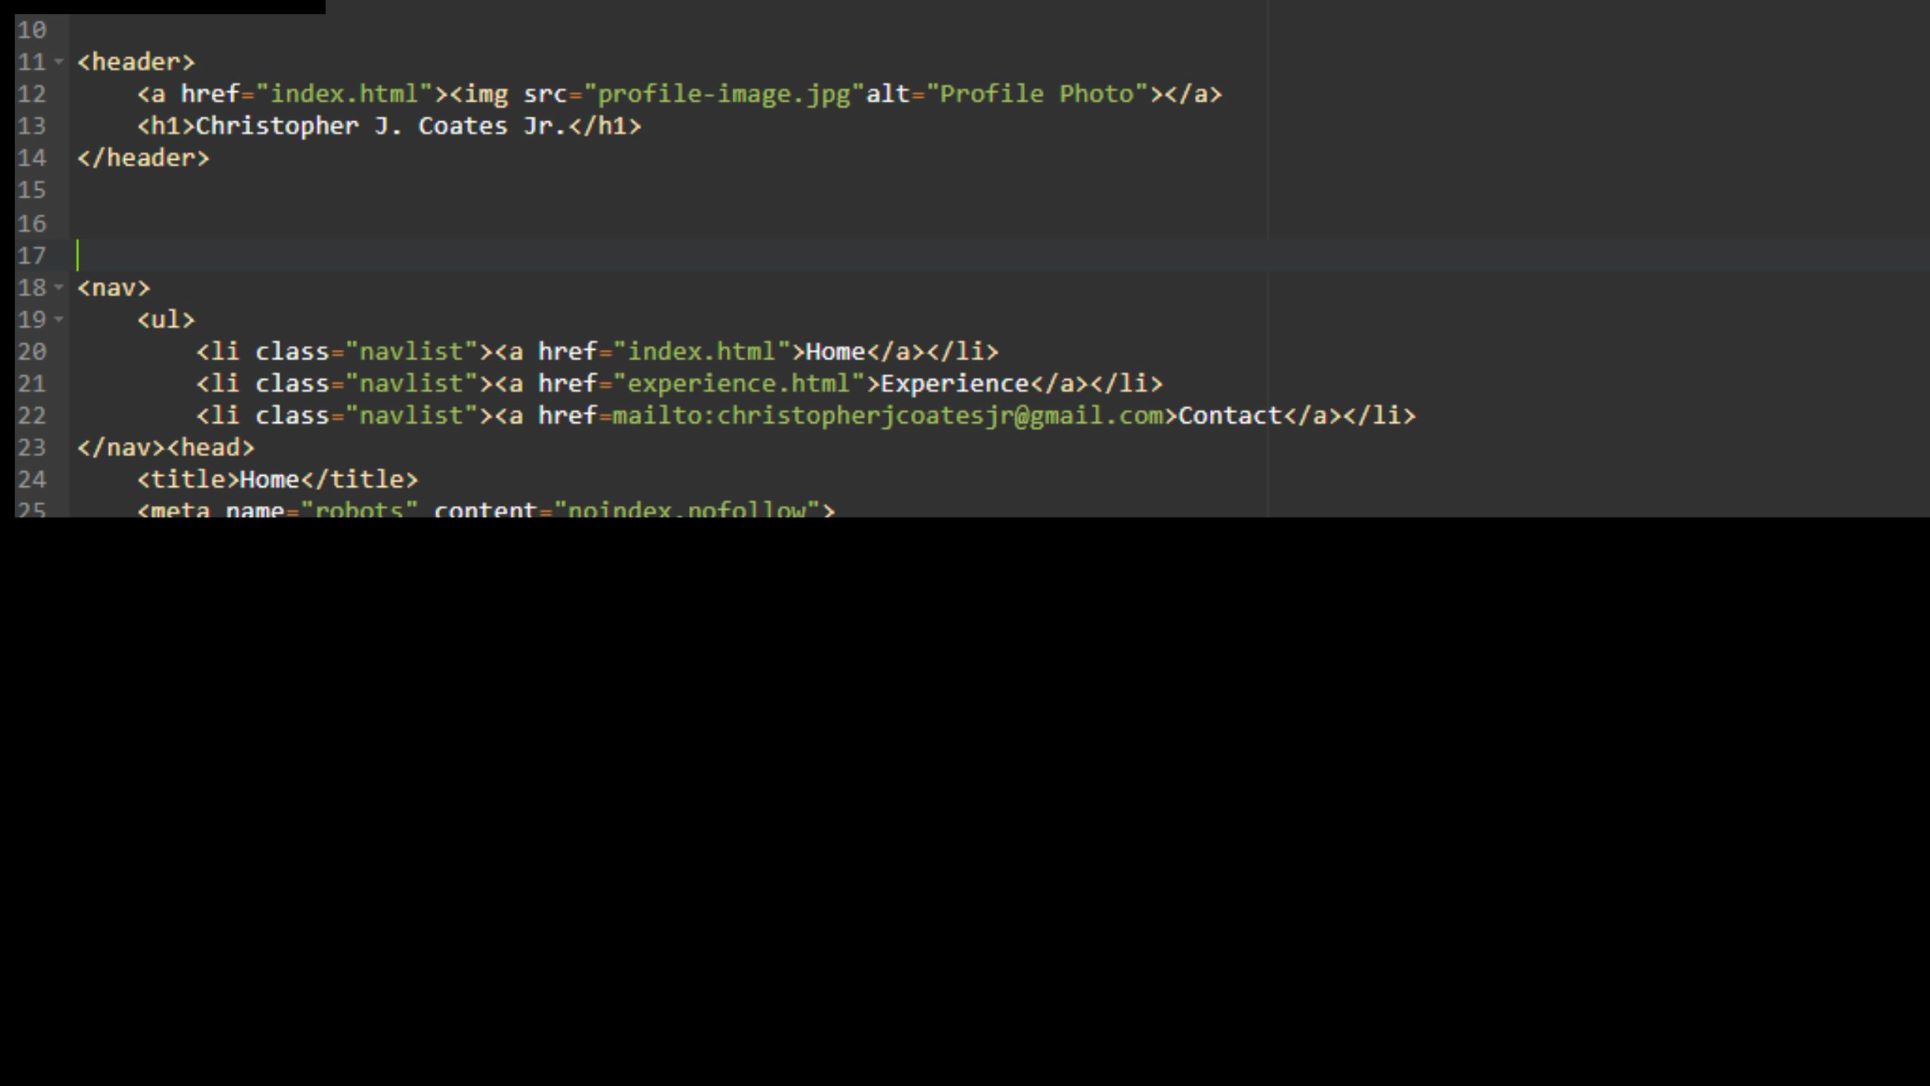 10
11 <header>
12 <a href="index.html"><img src="profile-image.jpg"alt="Profile Photo"></a>
13 <h1>Christopher J. Coates Jr.</h1>
14 </header>
15
16
17
18 <nav>
19 <ul>
20 <li class="navlist"><a href="index.html">Home</a></li>
21 <li class="navlist"><a href="experience.html">Experience</a></li>
22 <li class="navlist"><a href=mailto:christopherjcoatesjr@gmail.com>Contact</a></li>
23 </nav><head>
24 <title>Home</title>
25 <meta name="robots" content="noindex,nofollow">